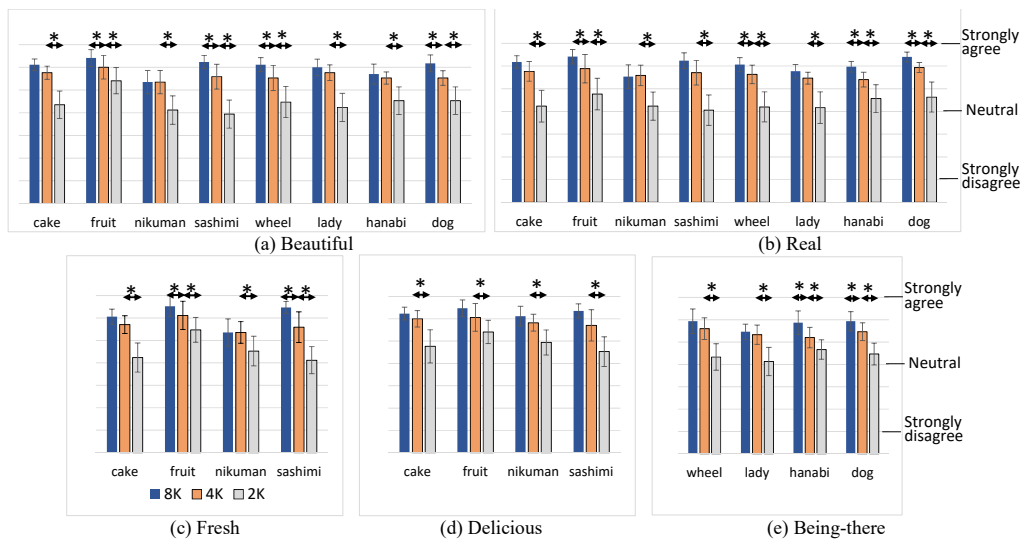 * * * * * * * * * * * *
Strongly
agree
Neutral
Strongly
disagree
cake fruit nikuman sashimi wheel lady hanabi dog
(a) Beautiful
* * * * * * * * * * * *
cake fruit nikuman sashimi wheel lady hanabi dog
(b) Real
* * * * * *
cake fruit nikuman sashimi
8K 4K 2K
(c) Fresh
* * * *
cake fruit nikuman sashimi
(d) Delicious
* * * * * *
Strongly
agree
Neutral
Strongly
disagree
wheel lady hanabi dog
(e) Being-there